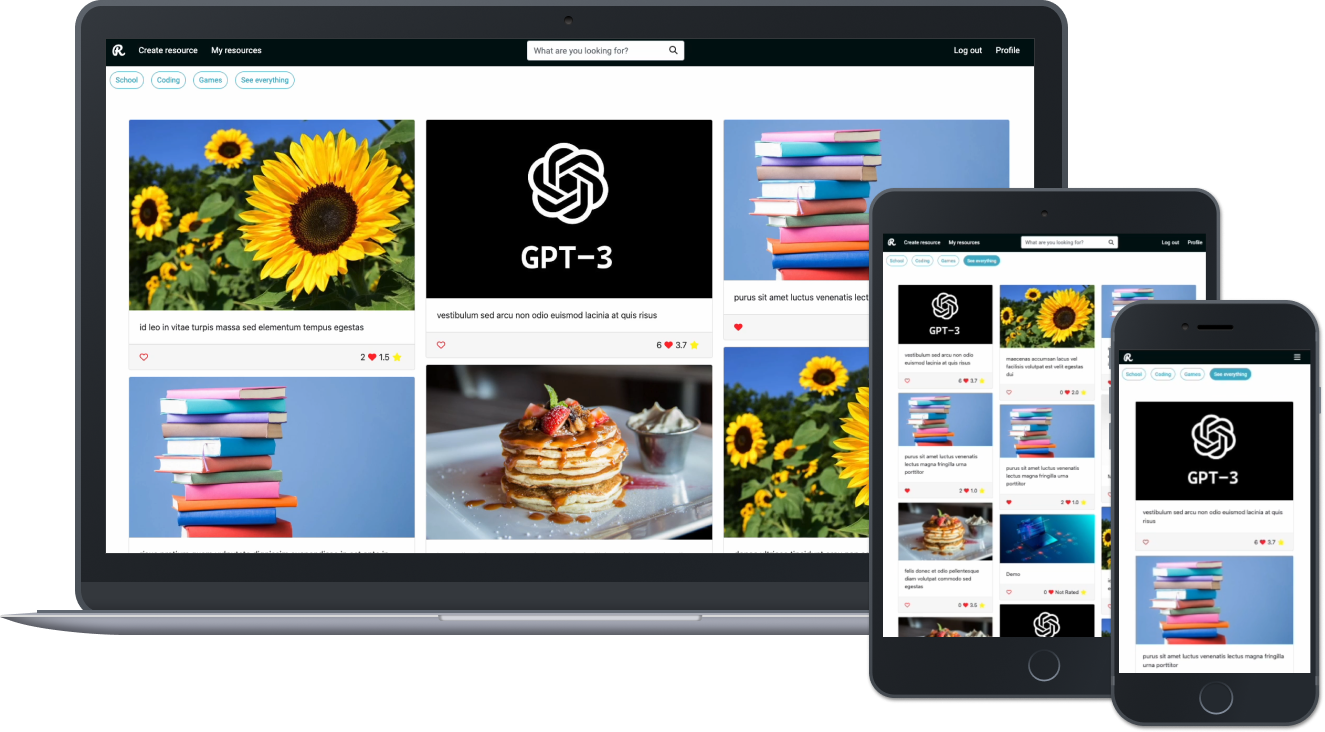 R Create resource My resources What are you looking for? Log out Profile
School Coding Games See everything
GPT-3
id leo in vitae turpis massa sed elementum tempus egestas
2 1.5
vestibulum sed arcu non odio euismod lacinia at quis risus
6 3.7
purus sit amet luctus venenatis lect
R Create resource My resources What are you looking for? Log out Profile
School Coding Games See everything
GPT-3
vestibulum sed arcu non odio
euismod lacinia at quis risus
6 3.7
maecenas accumsan lacus vel
facilisis volutpat est velit egestas
dui
0 2.0
purus sit amet luctus venenatis
lectus magna fringilla urna
porttitor
2 1.0
purus sit amet luctus venenatis
lectus magna fringilla urna
porttitor
2 1.0
felis donec et odio pellentesque
diam volutpat commodo sed
egestas
0 3.5
Demo
0 Not Rated
R
School Coding Games See everything
GPT-3
vestibulum sed arcu non odio euismod lacinia at quis
risus
6 3.7
purus sit amet luctus venenatis lectus magna fringilla
urna porttitor